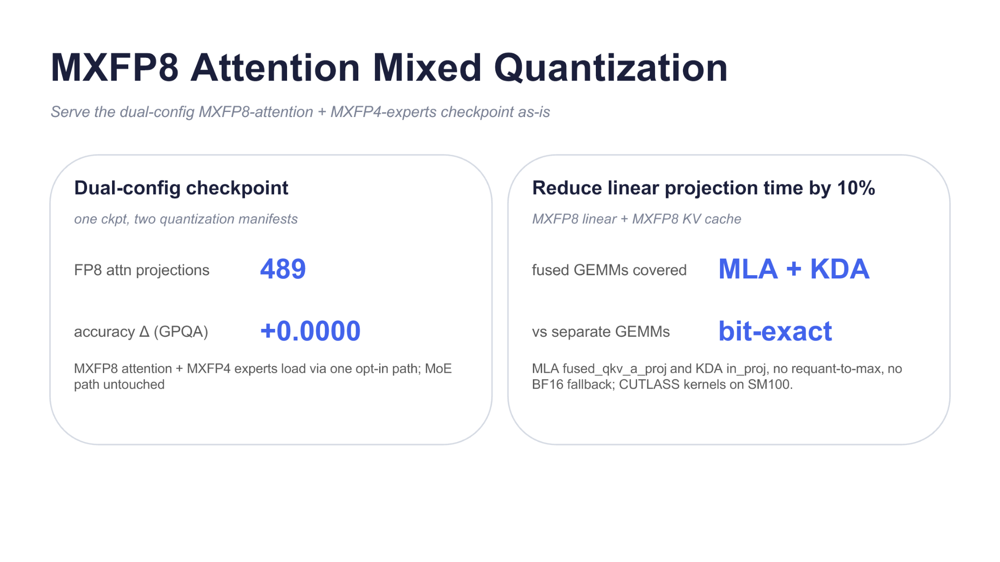 MXFP8 Attention Mixed Quantization
Serve the dual-config MXFP8-attention + MXFP4-experts checkpoint as-is
Dual-config checkpoint
one ckpt, two quantization manifests
FP8 attn projections 489
accuracy Δ (GPQA) +0.0000
MXFP8 attention + MXFP4 experts load via one opt-in path; MoE
path untouched
Reduce linear projection time by 10%
MXFP8 linear + MXFP8 KV cache
fused GEMMs covered MLA + KDA
vs separate GEMMs bit-exact
MLA fused_qkv_a_proj and KDA in_proj, no requant-to-max, no
BF16 fallback; CUTLASS kernels on SM100.